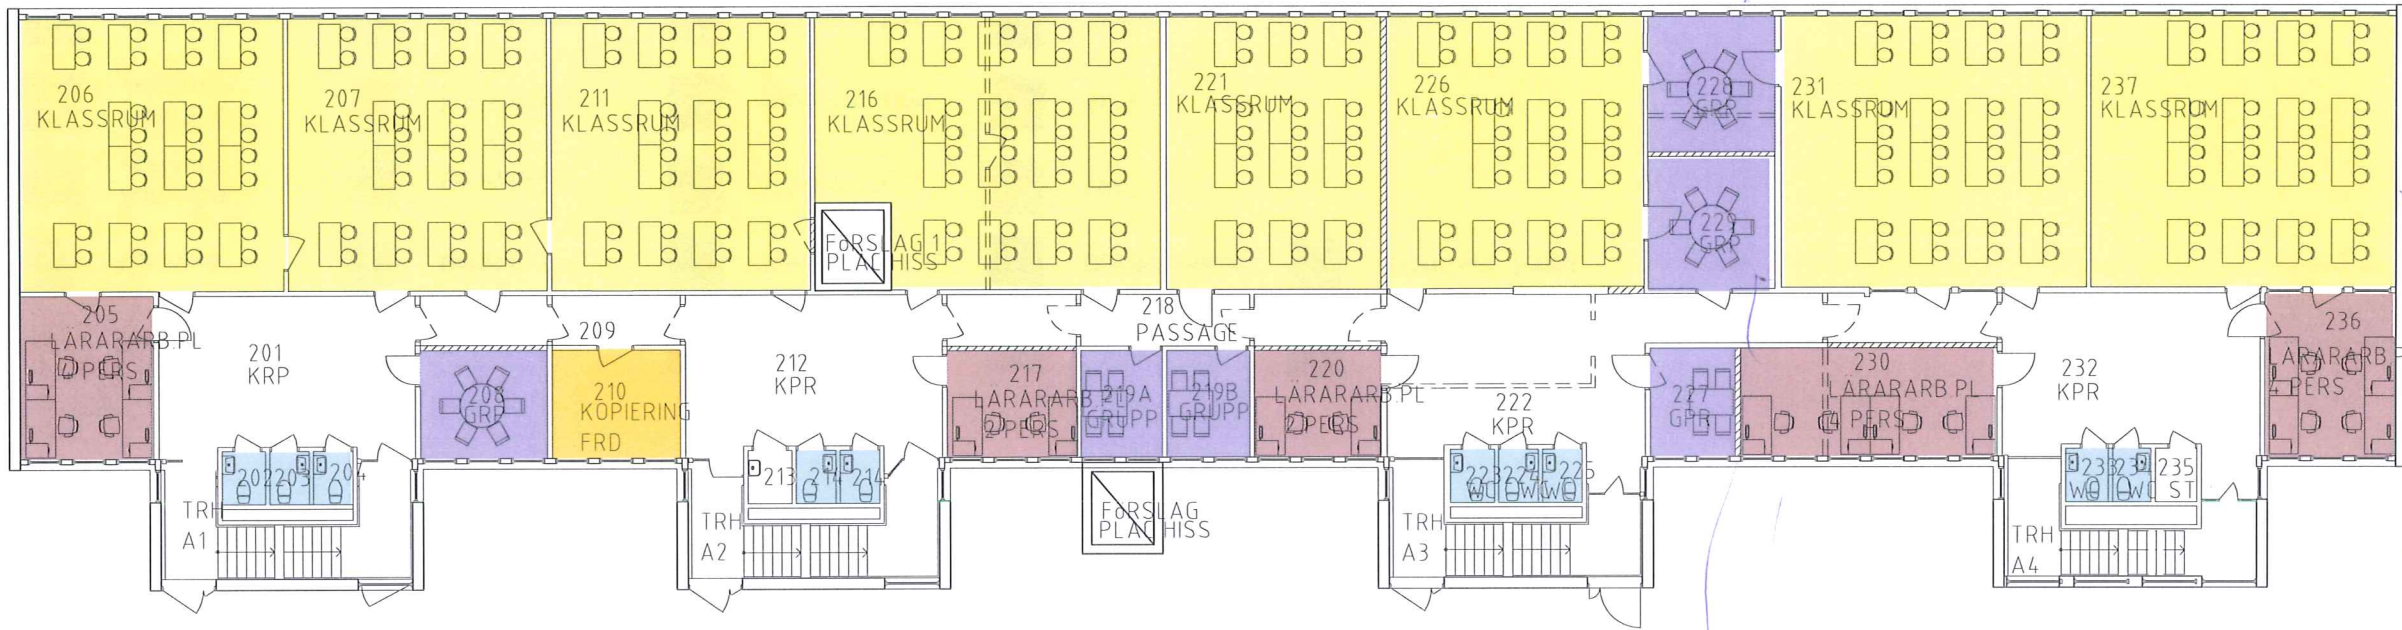 206
KLASSRUM
207
KLASSRUM
211
KLASSRUM
216
KLASSRUM
221
KLASSRUM
226
KLASSRUM
228
GRP
231
KLASSRUM
237
KLASSRUM
229
GRP
FöRSLAG 1
PLAC HISS
205
LÄRARARB.PL
4 PERS
201
KRP
209
208
GRP
210
KOPIERING
FRD
212
KPR
217
LÄRARARB.PL
2 PERS
218
PASSAGE
219A
GRUPP
219B
GRUPP
220
LÄRARARB.PL
2 PERS
222
KPR
227
GPR
230
LÄRARARB PL
4 PERS
232
KPR
236
LÄRARARB.P
4 PERS
202
203
204
213
214
214
223
WC
224
WC
225
233
WC
234
WC
235
ST
TRH
A1
TRH
A2
FöRSLAG
PLAC HISS
TRH
A3
TRH
A4